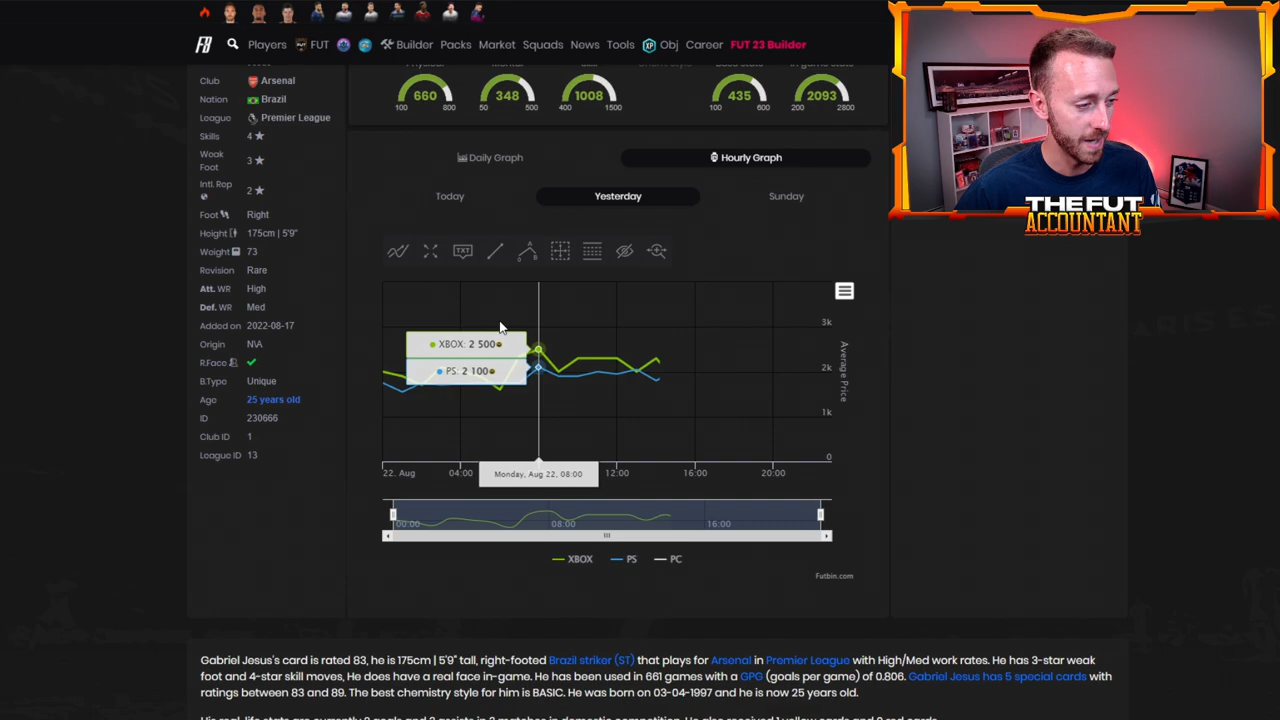 F8 Players FUT Builder Packs Market Squads News Tools XP Obj Career FUT 23 Builder
Club Arsenal
Nation Brazil
League Premier League
Skills 4
Weak Foot 3
Intl. Rep 2
Foot Right
Height 175cm | 5'9"
Weight 73
Revision Rare
Att. WR High
Def. WR Med
Added on 2022-08-17
Origin N\A
R.Face
B.Type Unique
Age 25 years old
ID 230666
Club ID 1
League ID 13
660 348 1008 435 2093
100 800 50 500 400 1500 100 600 200 2800
Daily Graph Hourly Graph
Today Yesterday Sunday
TXT
3k
XBOX: 2 500
PS: 2 100
2k
1k
0
Average Price
22. Aug 04:00 Monday, Aug 22, 08:00 12:00 16:00 20:00
00:00 08:00 16:00
XBOX PS PC
Futbin.com
THE FUT
ACCOUNTANT
Gabriel Jesus's card is rated 83, he is 175cm | 5'9" tall, right-footed Brazil striker (ST) that plays for Arsenal in Premier League with High/Med work rates. He has 3-star weak
foot and 4-star skill moves, He does have a real face in-game. He has been used in 661 games with a GPG (goals per game) of 0.806. Gabriel Jesus has 5 special cards with
ratings between 83 and 89. The best chemistry style for him is BASIC. He was born on 03-04-1997 and he is now 25 years old.